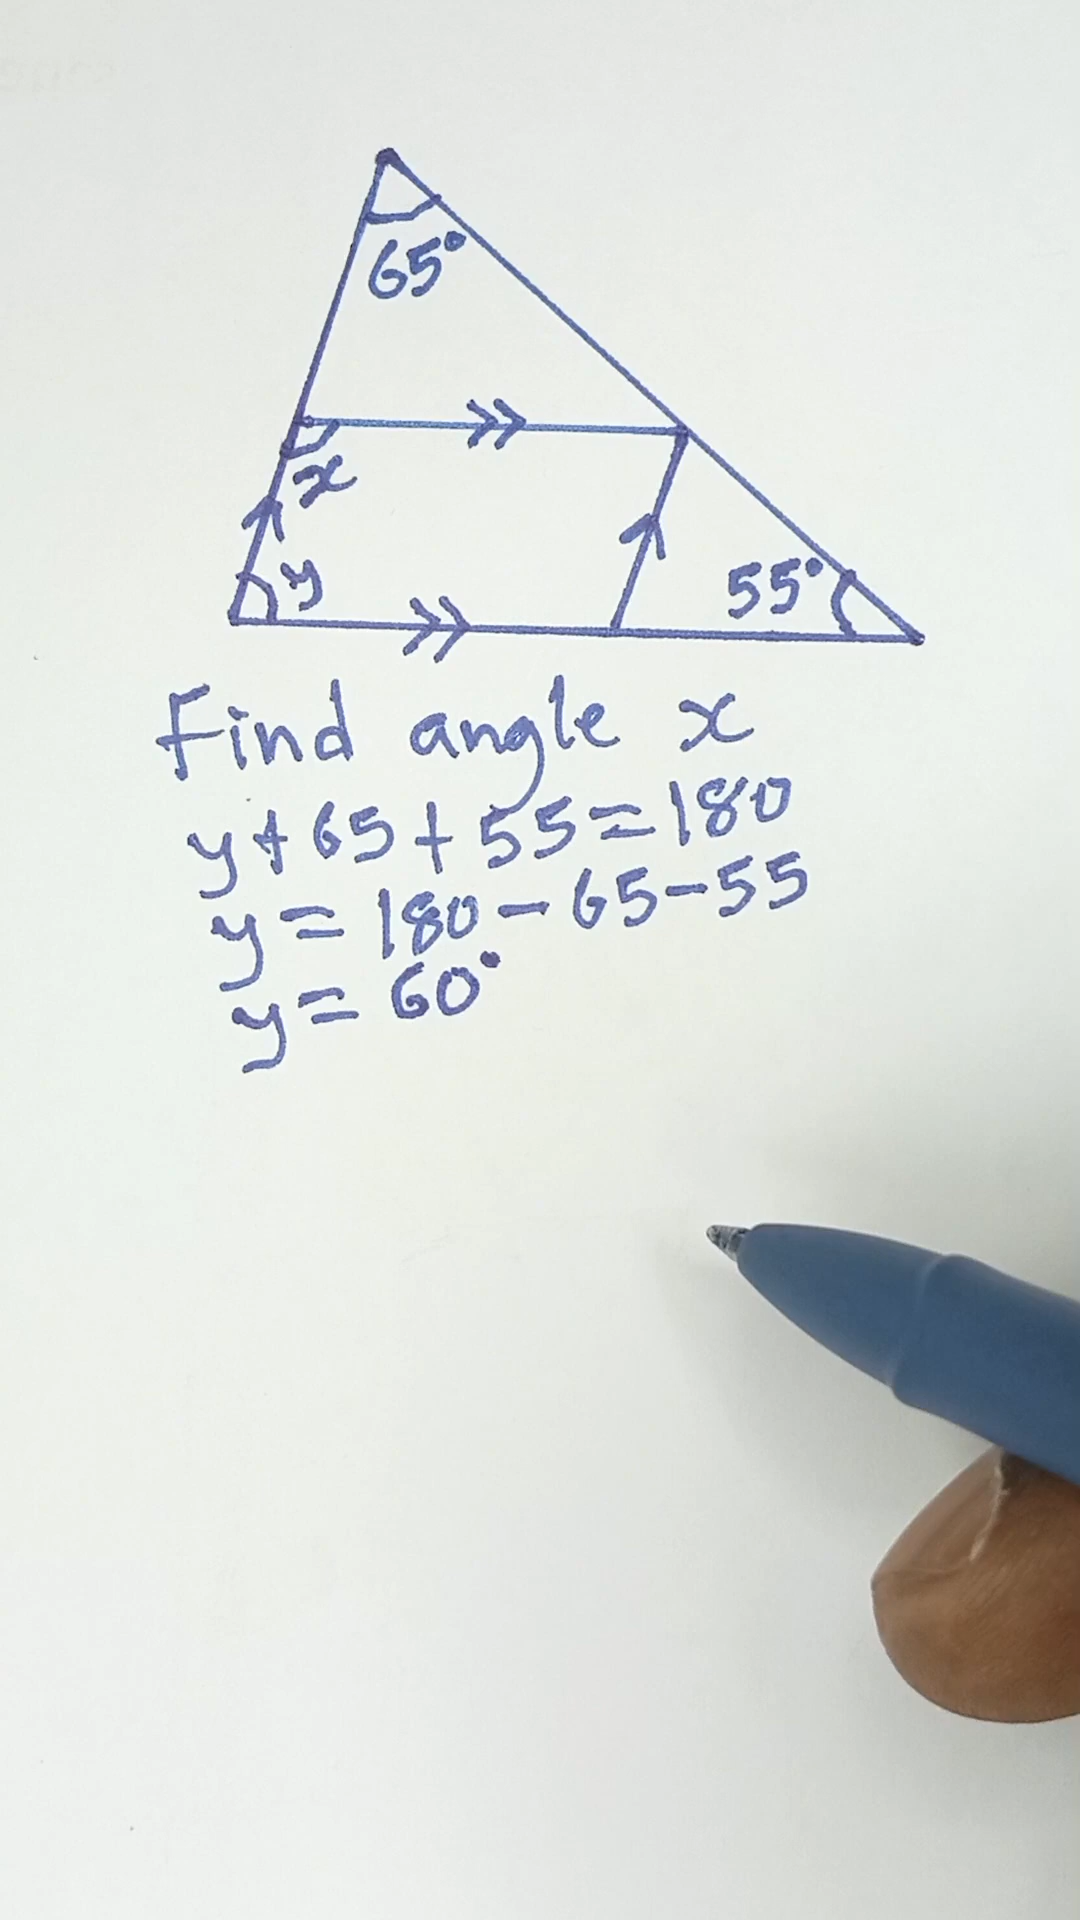 65°
x
y
55°
Find angle x
y+65+55=180
y=180-65-55
y=60°